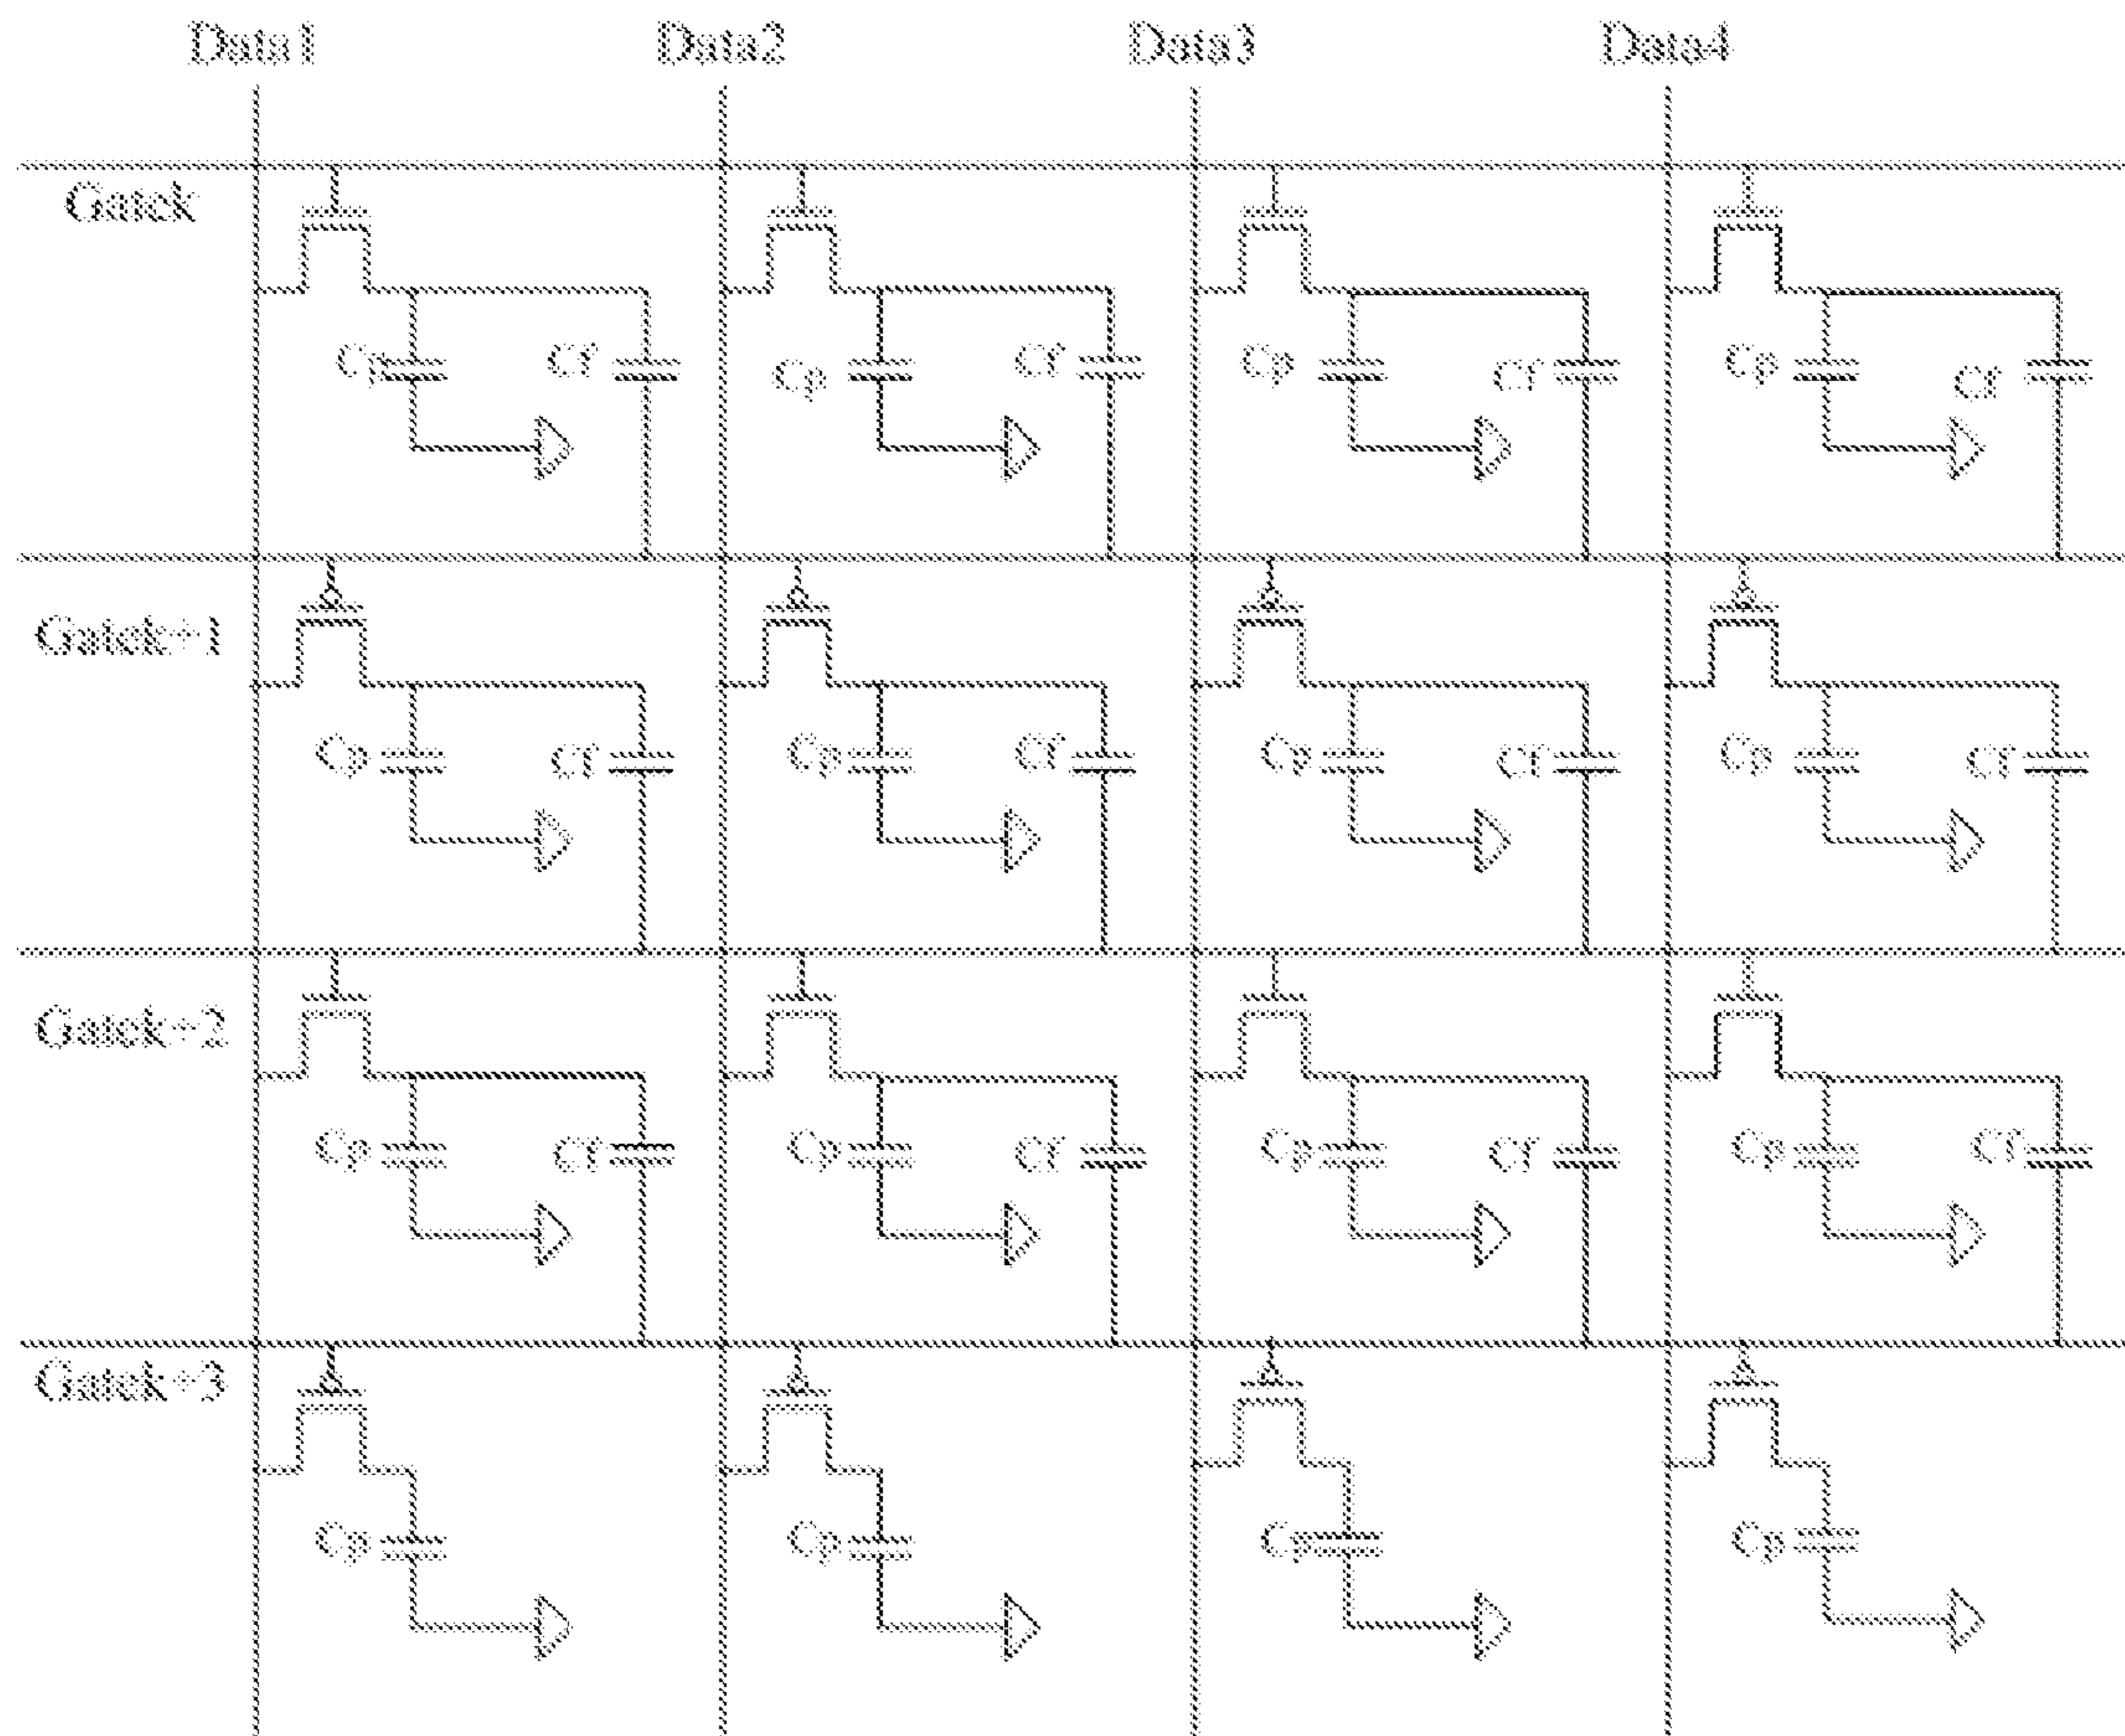 Data1 Data2 Data3 Data4
Gatek
Cp Cf Cp Cf Cp Cf Cp Cf
Gatek+1
Cp Cf Cp Cf Cp Cf Cp Cf
Gatek+2
Cp Cf Cp Cf Cp Cf Cp Cf
Gatek+3
Cp Cp Cp Cp